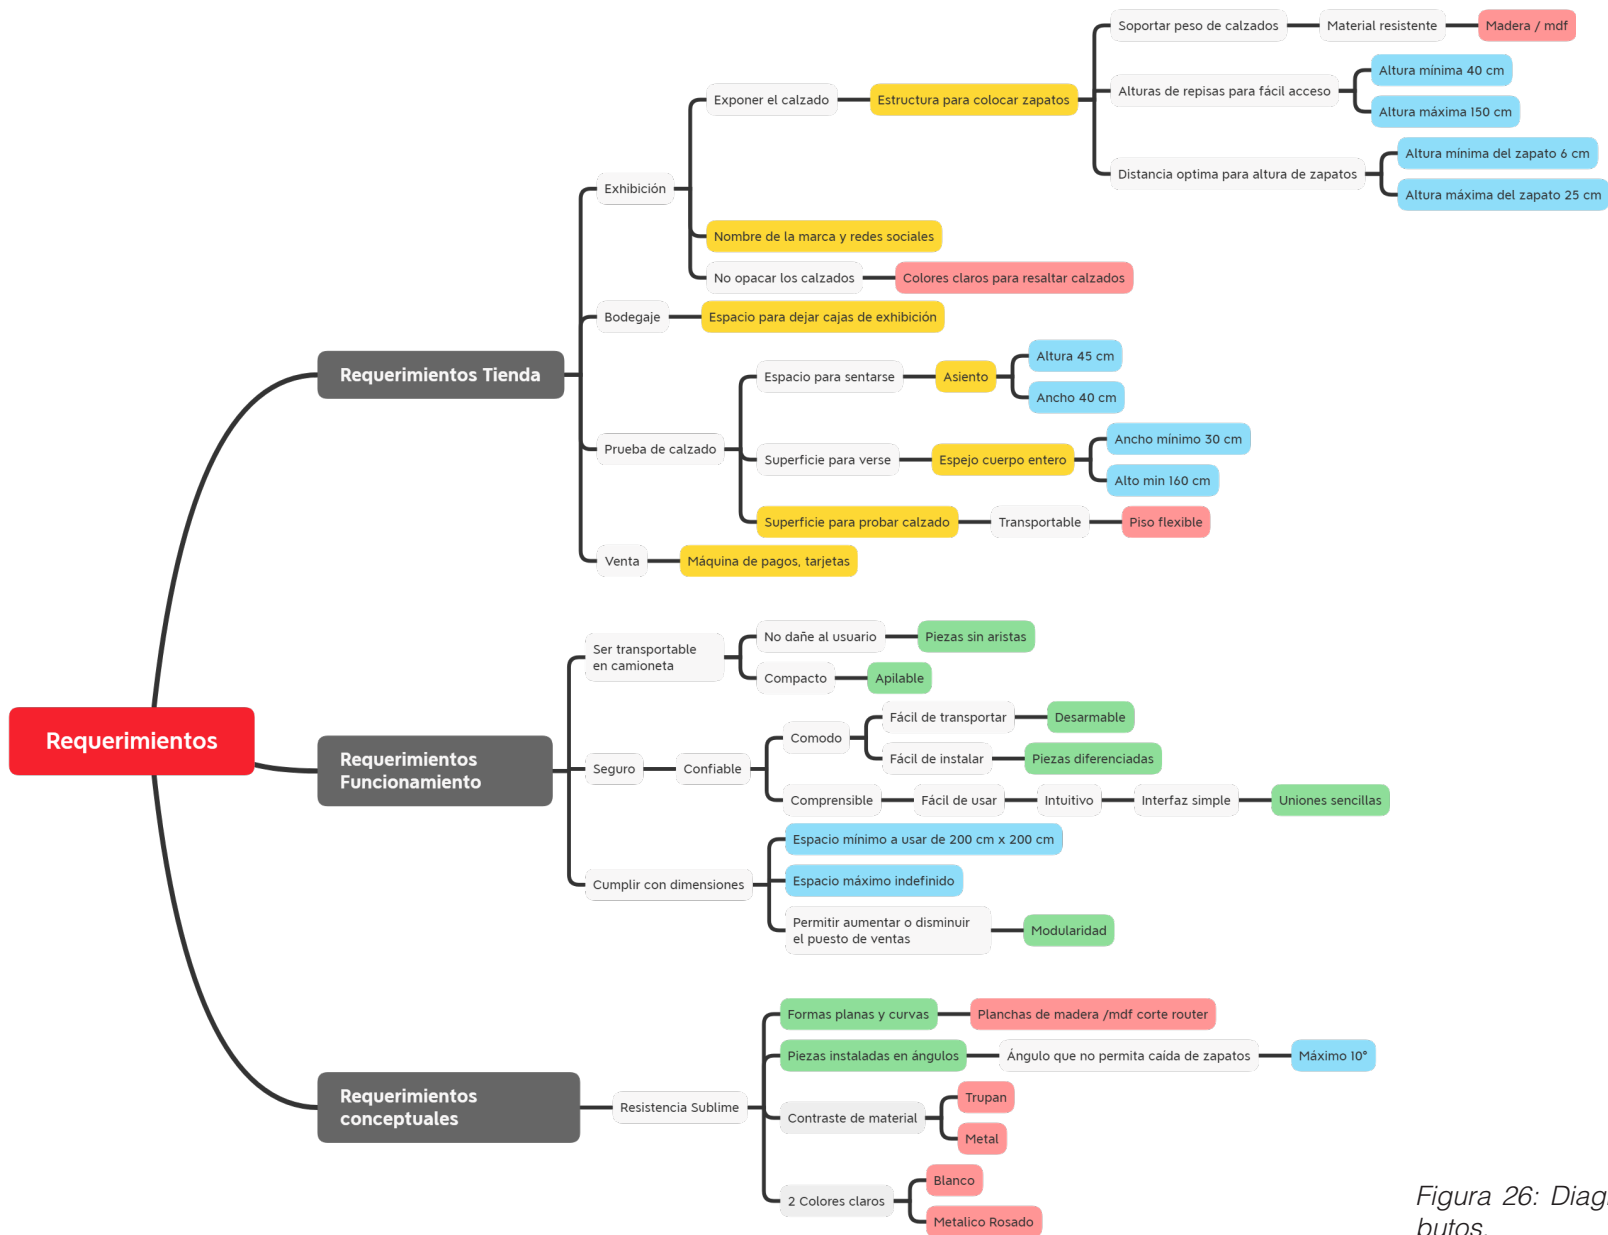 Requerimientos
Requerimientos Tienda
Exhibición
Exponer el calzado
Estructura para colocar zapatos
Soportar peso de calzados
Material resistente
Madera / mdf
Alturas de repisas para fácil acceso
Altura mínima 40 cm
Altura máxima 150 cm
Distancia optima para altura de zapatos
Altura mínima del zapato 6 cm
Altura máxima del zapato 25 cm
Nombre de la marca y redes sociales
No opacar los calzados
Colores claros para resaltar calzados
Bodegaje
Espacio para dejar cajas de exhibición
Prueba de calzado
Espacio para sentarse
Asiento
Altura 45 cm
Ancho 40 cm
Superficie para verse
Espejo cuerpo entero
Ancho mínimo 30 cm
Alto min 160 cm
Superficie para probar calzado
Transportable
Piso flexible
Venta
Máquina de pagos, tarjetas
Requerimientos
Funcionamiento
Ser transportable
en camioneta
No dañe al usuario
Piezas sin aristas
Compacto
Apilable
Seguro
Confiable
Comodo
Fácil de transportar
Desarmable
Fácil de instalar
Piezas diferenciadas
Comprensible
Fácil de usar
Intuitivo
Interfaz simple
Uniones sencillas
Cumplir con dimensiones
Espacio mínimo a usar de 200 cm x 200 cm
Espacio máximo indefinido
Permitir aumentar o disminuir
el puesto de ventas
Modularidad
Requerimientos
conceptuales
Resistencia Sublime
Formas planas y curvas
Planchas de madera /mdf corte router
Piezas instaladas en ángulos
Ángulo que no permita caída de zapatos
Máximo 10°
Contraste de material
Trupan
Metal
2 Colores claros
Blanco
Metalico Rosado
Figura 26: Diag
butos.